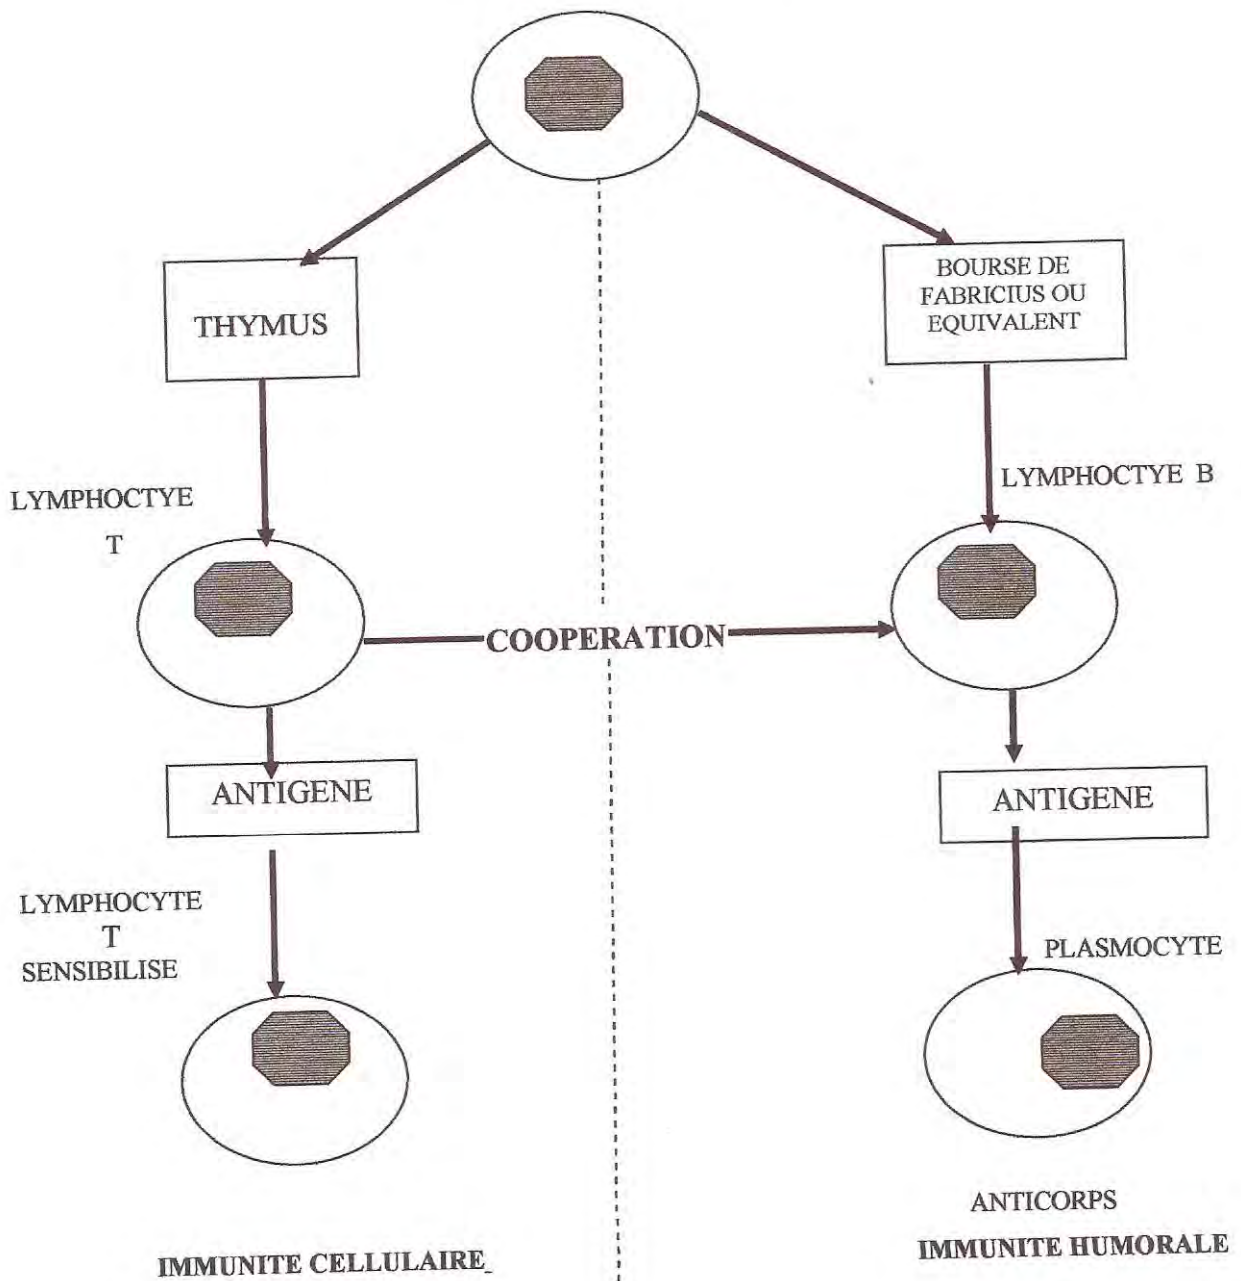 THYMUS
BOURSE DE
FABRICIUS OU
EQUIVALENT
LYMPHOCTYE
T
LYMPHOCTYE B
COOPERATION
ANTIGENE
ANTIGENE
LYMPHOCYTE
T
SENSIBILISE
PLASMOCYTE
ANTICORPS
IMMUNITE CELLULAIRE
IMMUNITE HUMORALE